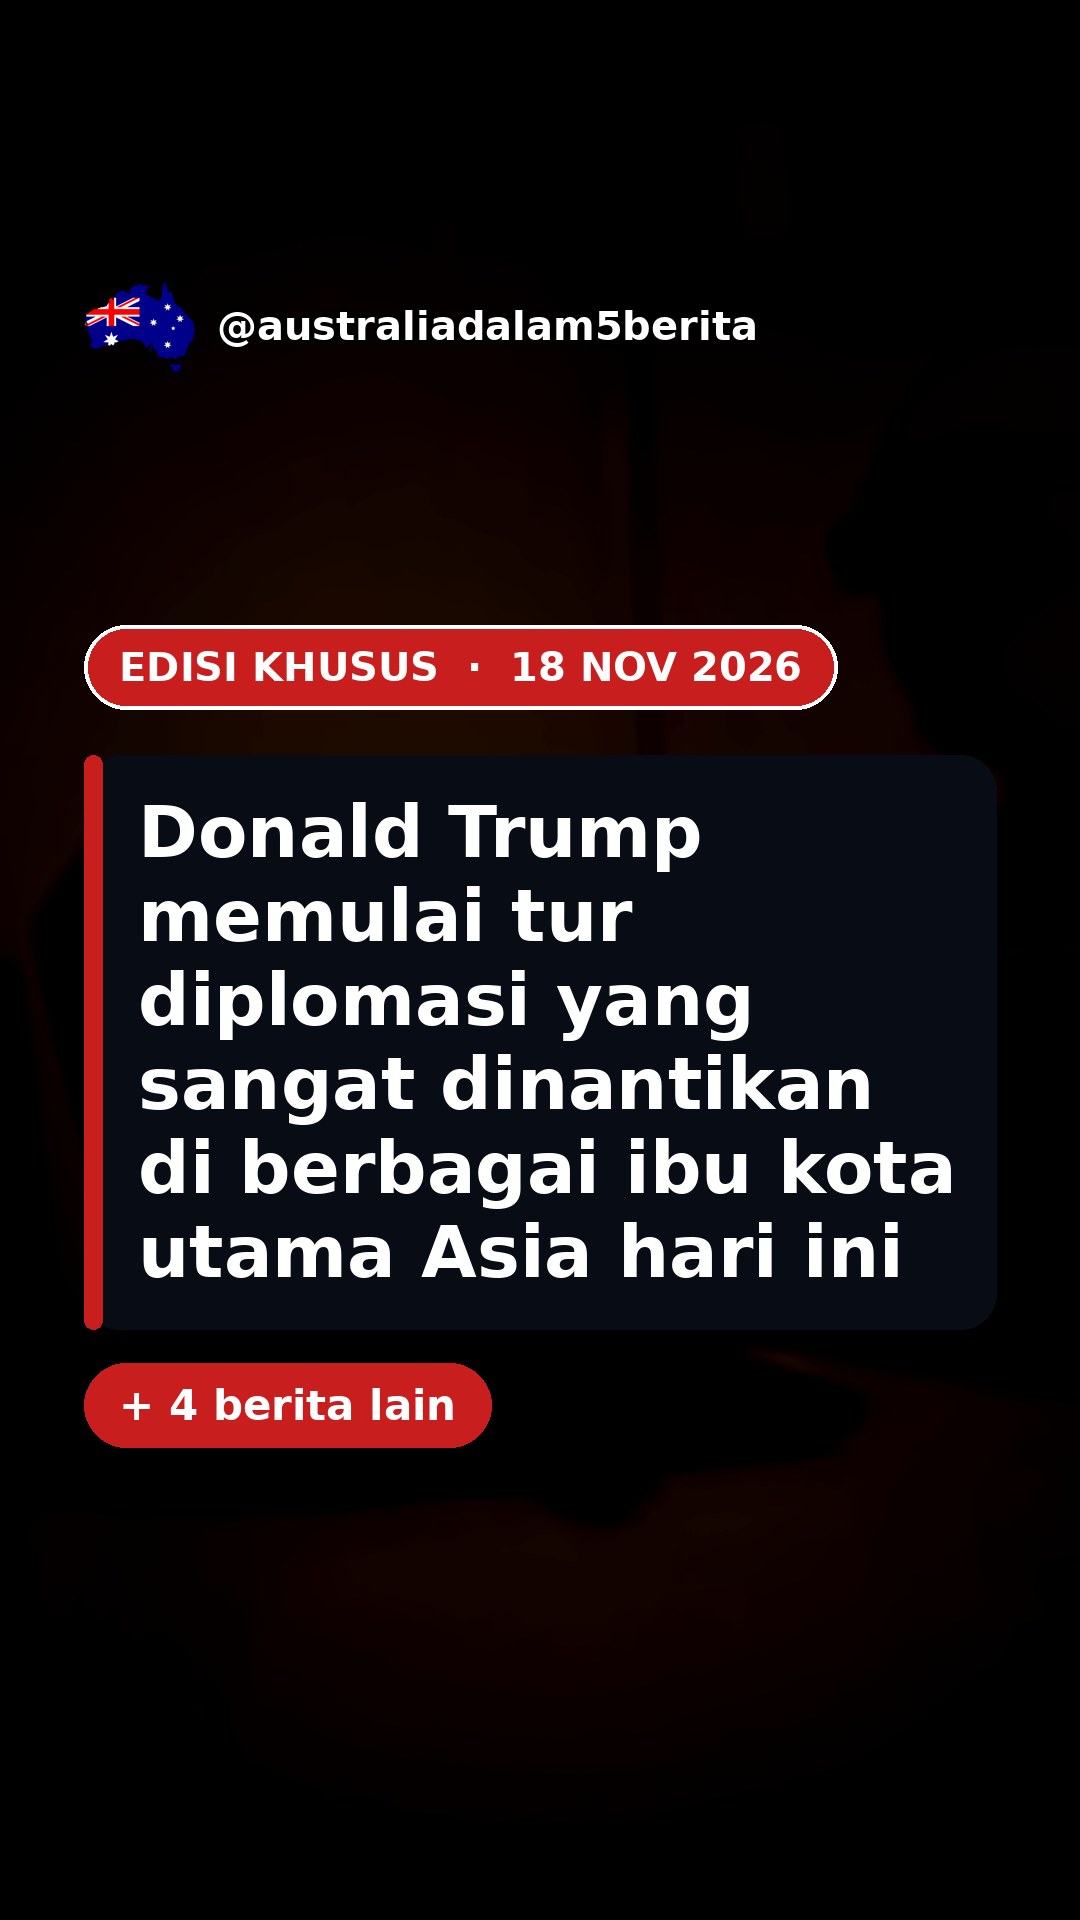 @australiadalam5berita
EDISI KHUSUS · 18 NOV 2026
Donald Trump
memulai tur
diplomasi yang
sangat dinantikan
di berbagai ibu kota
utama Asia hari ini
+ 4 berita lain